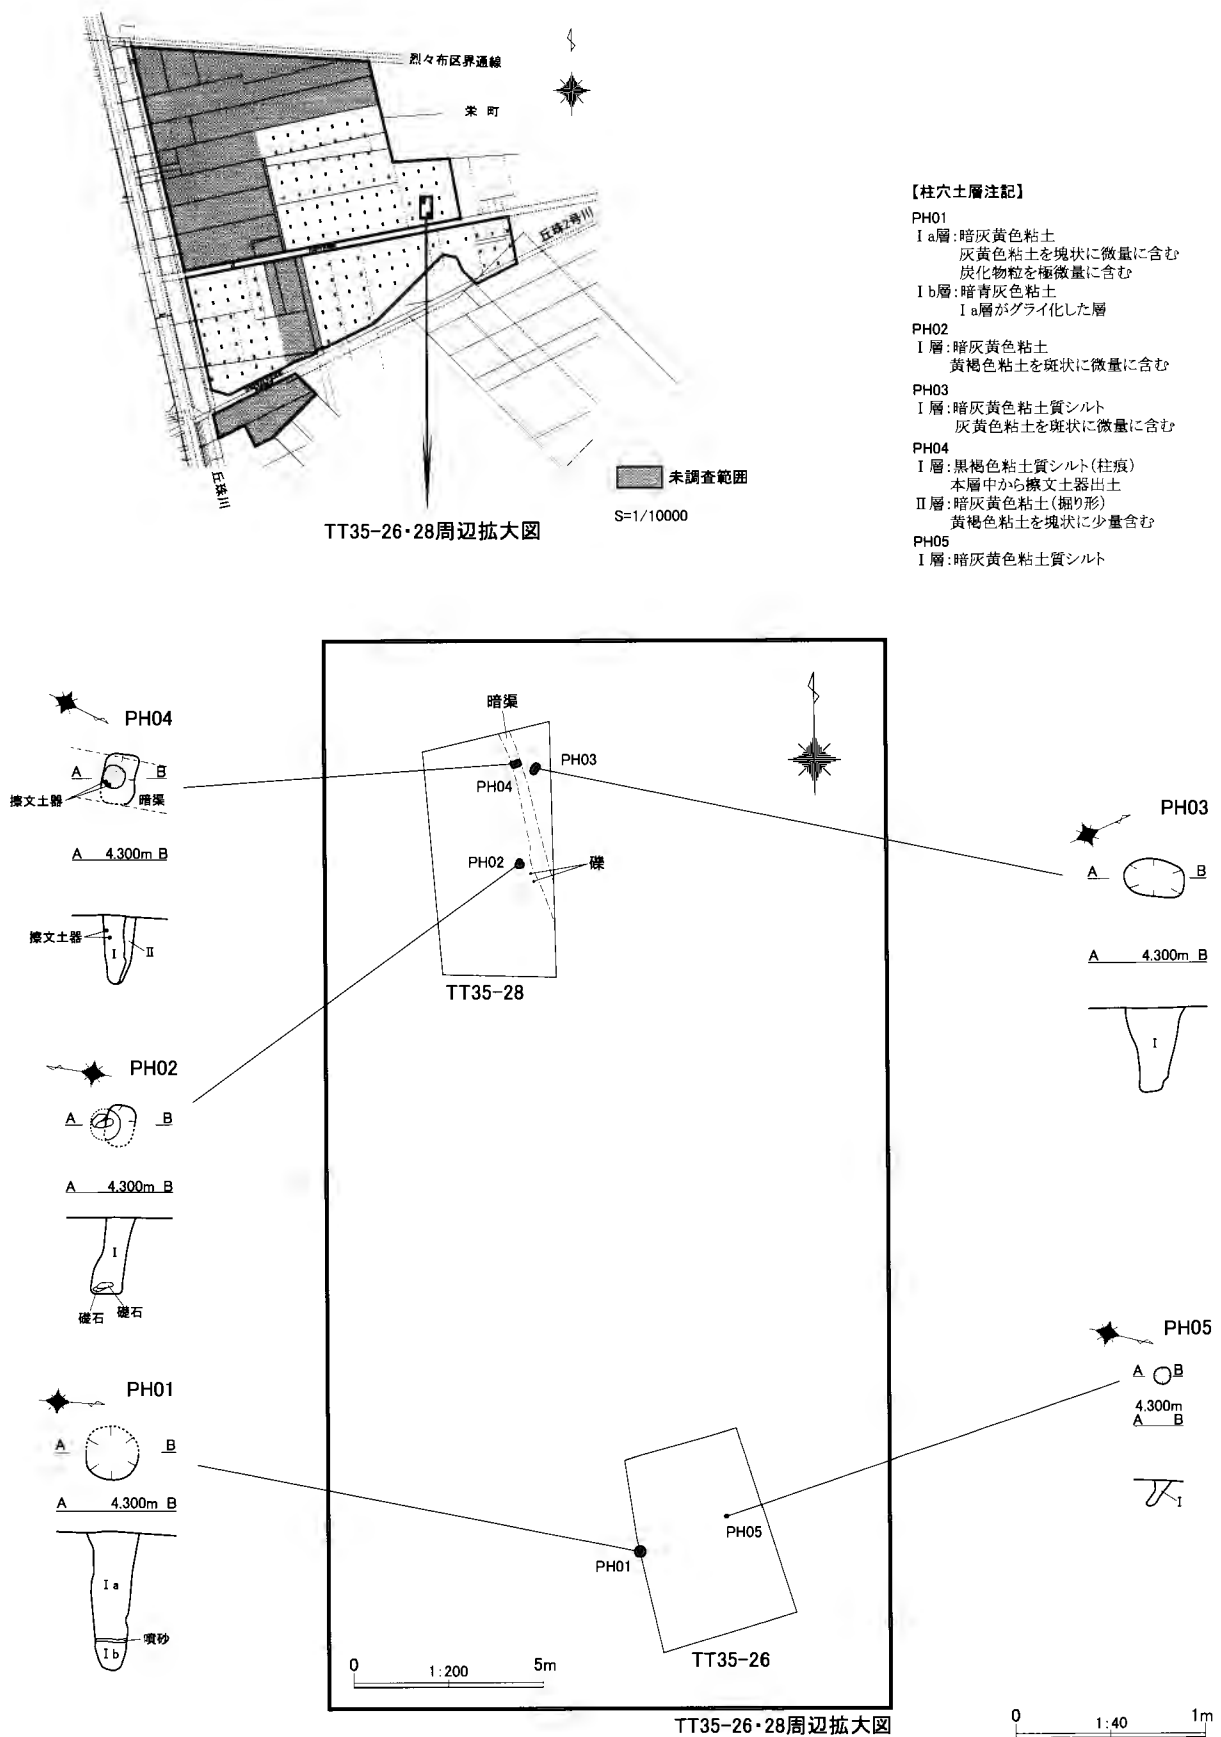 烈々布区界通線
栄町
丘珠2号川
丘珠川
未調査範囲
S=1/10000
TT35-26・28周辺拡大図
【柱穴土層注記】
PH01
Ⅰa層:暗灰黄色粘土
灰黄色粘土を塊状に微量に含む
炭化物粒を極微量に含む
Ⅰb層:暗青灰色粘土
Ⅰa層がグライ化した層
PH02
Ⅰ層:暗灰黄色粘土
黄褐色粘土を斑状に微量に含む
PH03
Ⅰ層:暗灰黄色粘土質シルト
灰黄色粘土を斑状に微量に含む
PH04
Ⅰ層:黒褐色粘土質シルト(柱痕)
本層中から擦文土器出土
Ⅱ層:暗灰黄色粘土(掘り形)
黄褐色粘土を塊状に少量含む
PH05
Ⅰ層:暗灰黄色粘土質シルト
PH04
A B
擦文土器 暗渠
A 4.300m B
擦文土器 Ⅰ Ⅱ
PH02
A B
A 4.300m B
Ⅰ
礎石 礎石
PH01
A B
A 4.300m B
Ⅰa
噴砂
Ⅰb
暗渠
PH03
PH04
PH02
礫
TT35-28
PH05
PH01
TT35-26
0 1:200 5m
TT35-26・28周辺拡大図
PH03
A B
A 4.300m B
Ⅰ
PH05
A B
4.300m
A B
Ⅰ
0 1:40 1m